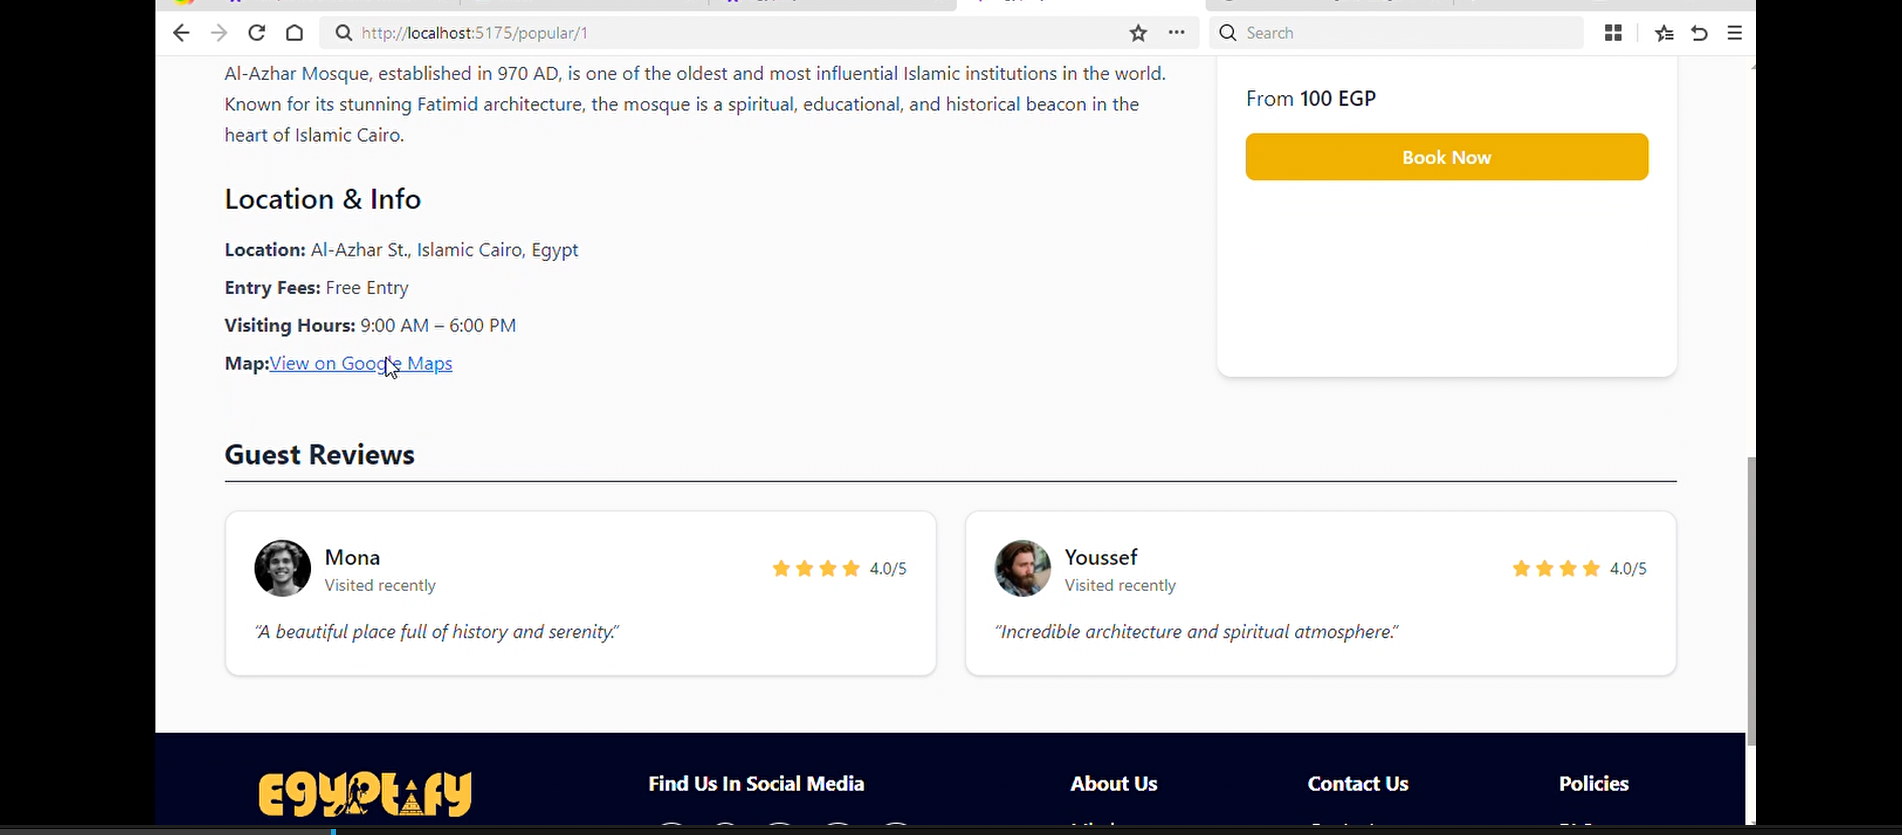 http://localhost:5175/popular/1
Search
Al-Azhar Mosque, established in 970 AD, is one of the oldest and most influential Islamic institutions in the world.
Known for its stunning Fatimid architecture, the mosque is a spiritual, educational, and historical beacon in the
heart of Islamic Cairo.
From 100 EGP
Book Now
Location & Info
Location: Al-Azhar St., Islamic Cairo, Egypt
Entry Fees: Free Entry
Visiting Hours: 9:00 AM – 6:00 PM
Map:View on Google Maps
Guest Reviews
Mona
Visited recently
4.0/5
“A beautiful place full of history and serenity.”
Youssef
Visited recently
4.0/5
“Incredible architecture and spiritual atmosphere.”
Egyptify
Find Us In Social Media
About Us
Contact Us
Policies